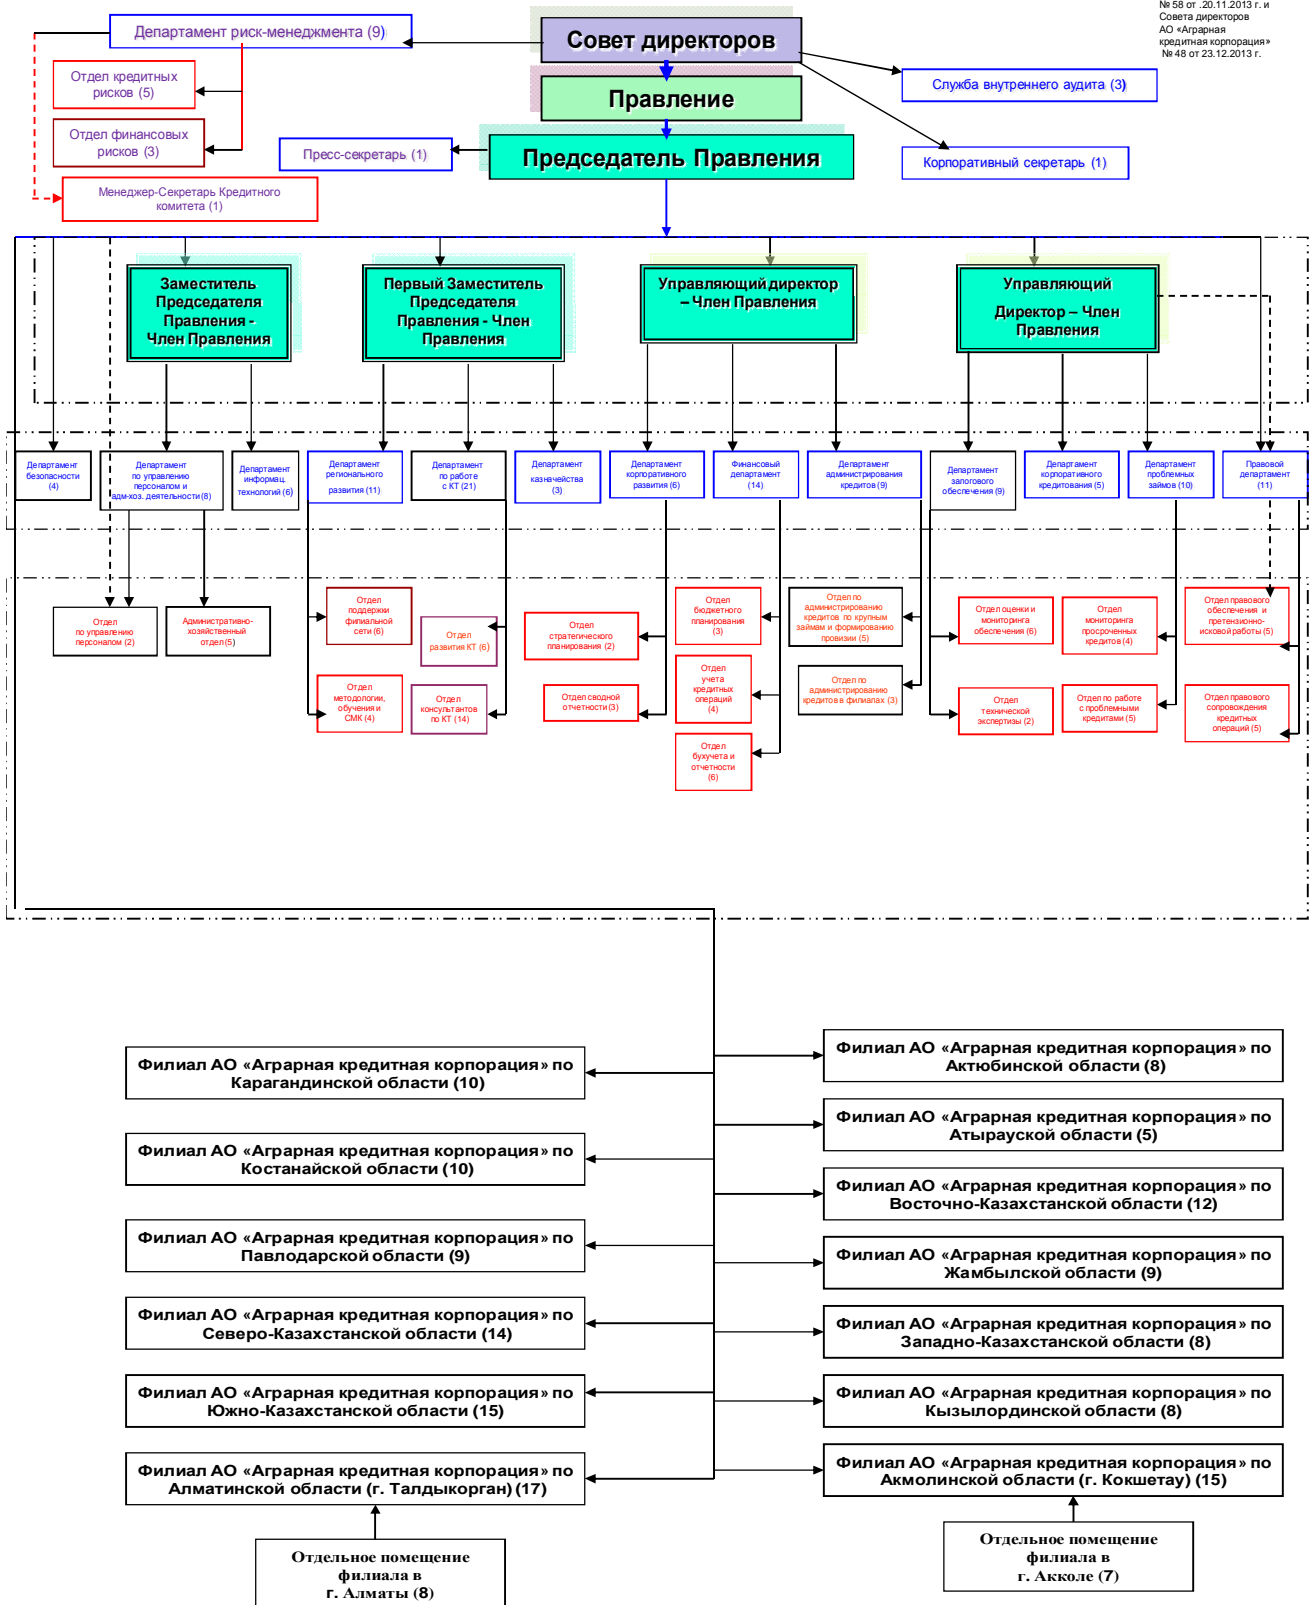 № 58 от .20.11.2013 г. и
Совета директоров
АО «Аграрная
кредитная корпорация»
№ 48 от 23.12.2013 г.
Департамент риск-менеджмента (9)
Совет директоров
Отдел кредитных
рисков (5)
Служба внутреннего аудита (3)
Правление
Отдел финансовых
рисков (3)
Пресс-секретарь (1)
Председатель Правления
Корпоративный секретарь (1)
Менеджер-Секретарь Кредитного
комитета (1)
Заместитель
Председателя
Правления -
Член Правления
Первый Заместитель
Председателя
Правления - Член
Правления
Управляющий директор
– Член Правления
Управляющий
Директор – Член
Правления
Департамент
безопасности
(4)
Департамент
по управлению
персоналом и
адм-хоз. деятельности (8)
Департамент
информац.
технологий (6)
Департамент
регионального
развития (11)
Департамент
по работе
с КТ (21)
Департамент
казначейства
(3)
Департамент
корпоративного
развития (6)
Финансовый
департамент
(14)
Департамент
администрирования
кредитов (9)
Департамент
залогового
обеспечения (9)
Департамент
корпоративного
кредитования (5)
Департамент
проблемных
займов (10)
Правовой
департамент
(11)
Отдел
по управлению
персоналом (2)
Административно-
хозяйственный
отдел (5)
Отдел
поддержки
филиальной
сети (6)
Отдел
развития КТ (6)
Отдел
стратегического
планирования (2)
Отдел
бюджетного
планирования
(3)
Отдел по
администрированию
кредитов по крупным
займам и формированию
провизии (5)
Отдел оценки и
мониторинга
обеспечения (6)
Отдел
мониторинга
просроченных
кредитов (4)
Отдел правового
обеспечения и
претензионно-
исковой работы (5)
Отдел
методологии,
обучения и
СМК (4)
Отдел
консультантов
по КТ (14)
Отдел сводной
отчетности (3)
Отдел
учета
кредитных
операций
(4)
Отдел по
администрированию
кредитов в филиалах (3)
Отдел
технической
экспертизы (2)
Отдел по работе
с проблемными
кредитами (5)
Отдел правового
сопровождения
кредитных
операций (5)
Отдел
бухучета и
отчетности
(6)
Филиал АО «Аграрная кредитная корпорация» по
Карагандинской области (10)
Филиал АО «Аграрная кредитная корпорация» по
Актюбинской области (8)
Филиал АО «Аграрная кредитная корпорация» по
Костанайской области (10)
Филиал АО «Аграрная кредитная корпорация» по
Атырауской области (5)
Филиал АО «Аграрная кредитная корпорация» по
Восточно-Казахстанской области (12)
Филиал АО «Аграрная кредитная корпорация» по
Павлодарской области (9)
Филиал АО «Аграрная кредитная корпорация» по
Жамбылской области (9)
Филиал АО «Аграрная кредитная корпорация» по
Северо-Казахстанской области (14)
Филиал АО «Аграрная кредитная корпорация» по
Западно-Казахстанской области (8)
Филиал АО «Аграрная кредитная корпорация» по
Южно-Казахстанской области (15)
Филиал АО «Аграрная кредитная корпорация» по
Кызылординской области (8)
Филиал АО «Аграрная кредитная корпорация» по
Алматинской области (г. Талдыкорган) (17)
Филиал АО «Аграрная кредитная корпорация» по
Акмолинской области (г. Кокшетау) (15)
Отдельное помещение
филиала в
г. Алматы (8)
Отдельное помещение
филиала в
г. Акколе (7)